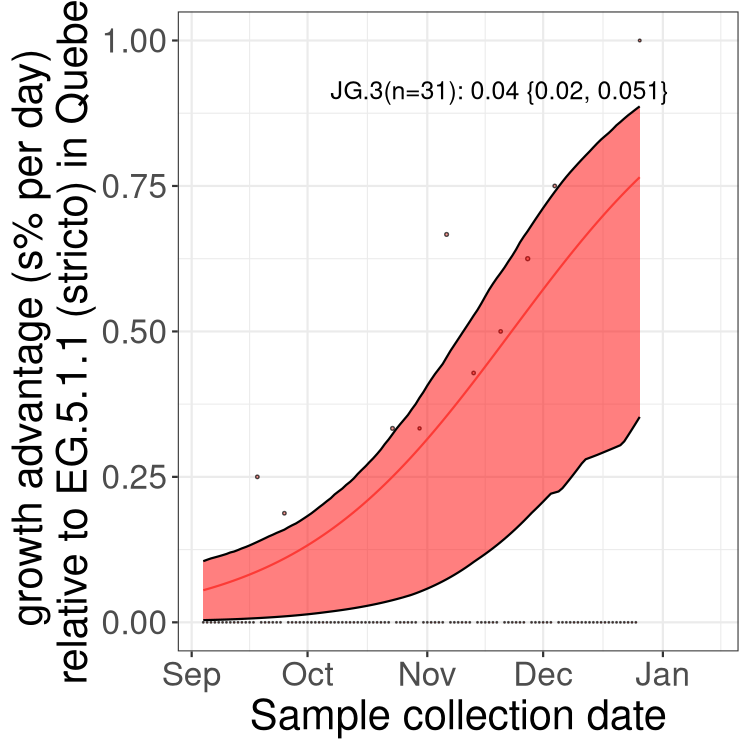 growth advantage (s% per day)
relative to EG.5.1.1 (stricto) in Quebe
1.00
0.75
0.50
0.25
0.00
JG.3(n=31): 0.04 {0.02, 0.051}
Sep Oct Nov Dec Jan
Sample collection date